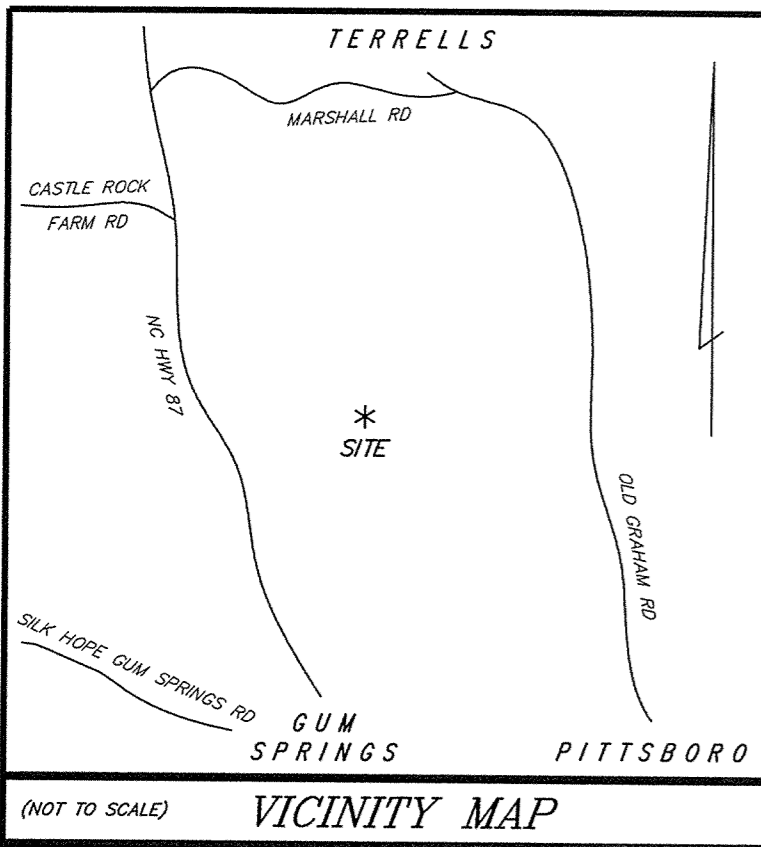 TERRELLS
MARSHALL RD
CASTLE ROCK
FARM RD
NC HWY 87
*
SITE
OLD GRAHAM RD
SILK HOPE GUM SPRINGS RD
GUM
SPRINGS
PITTSBORO
(NOT TO SCALE)
VICINITY MAP